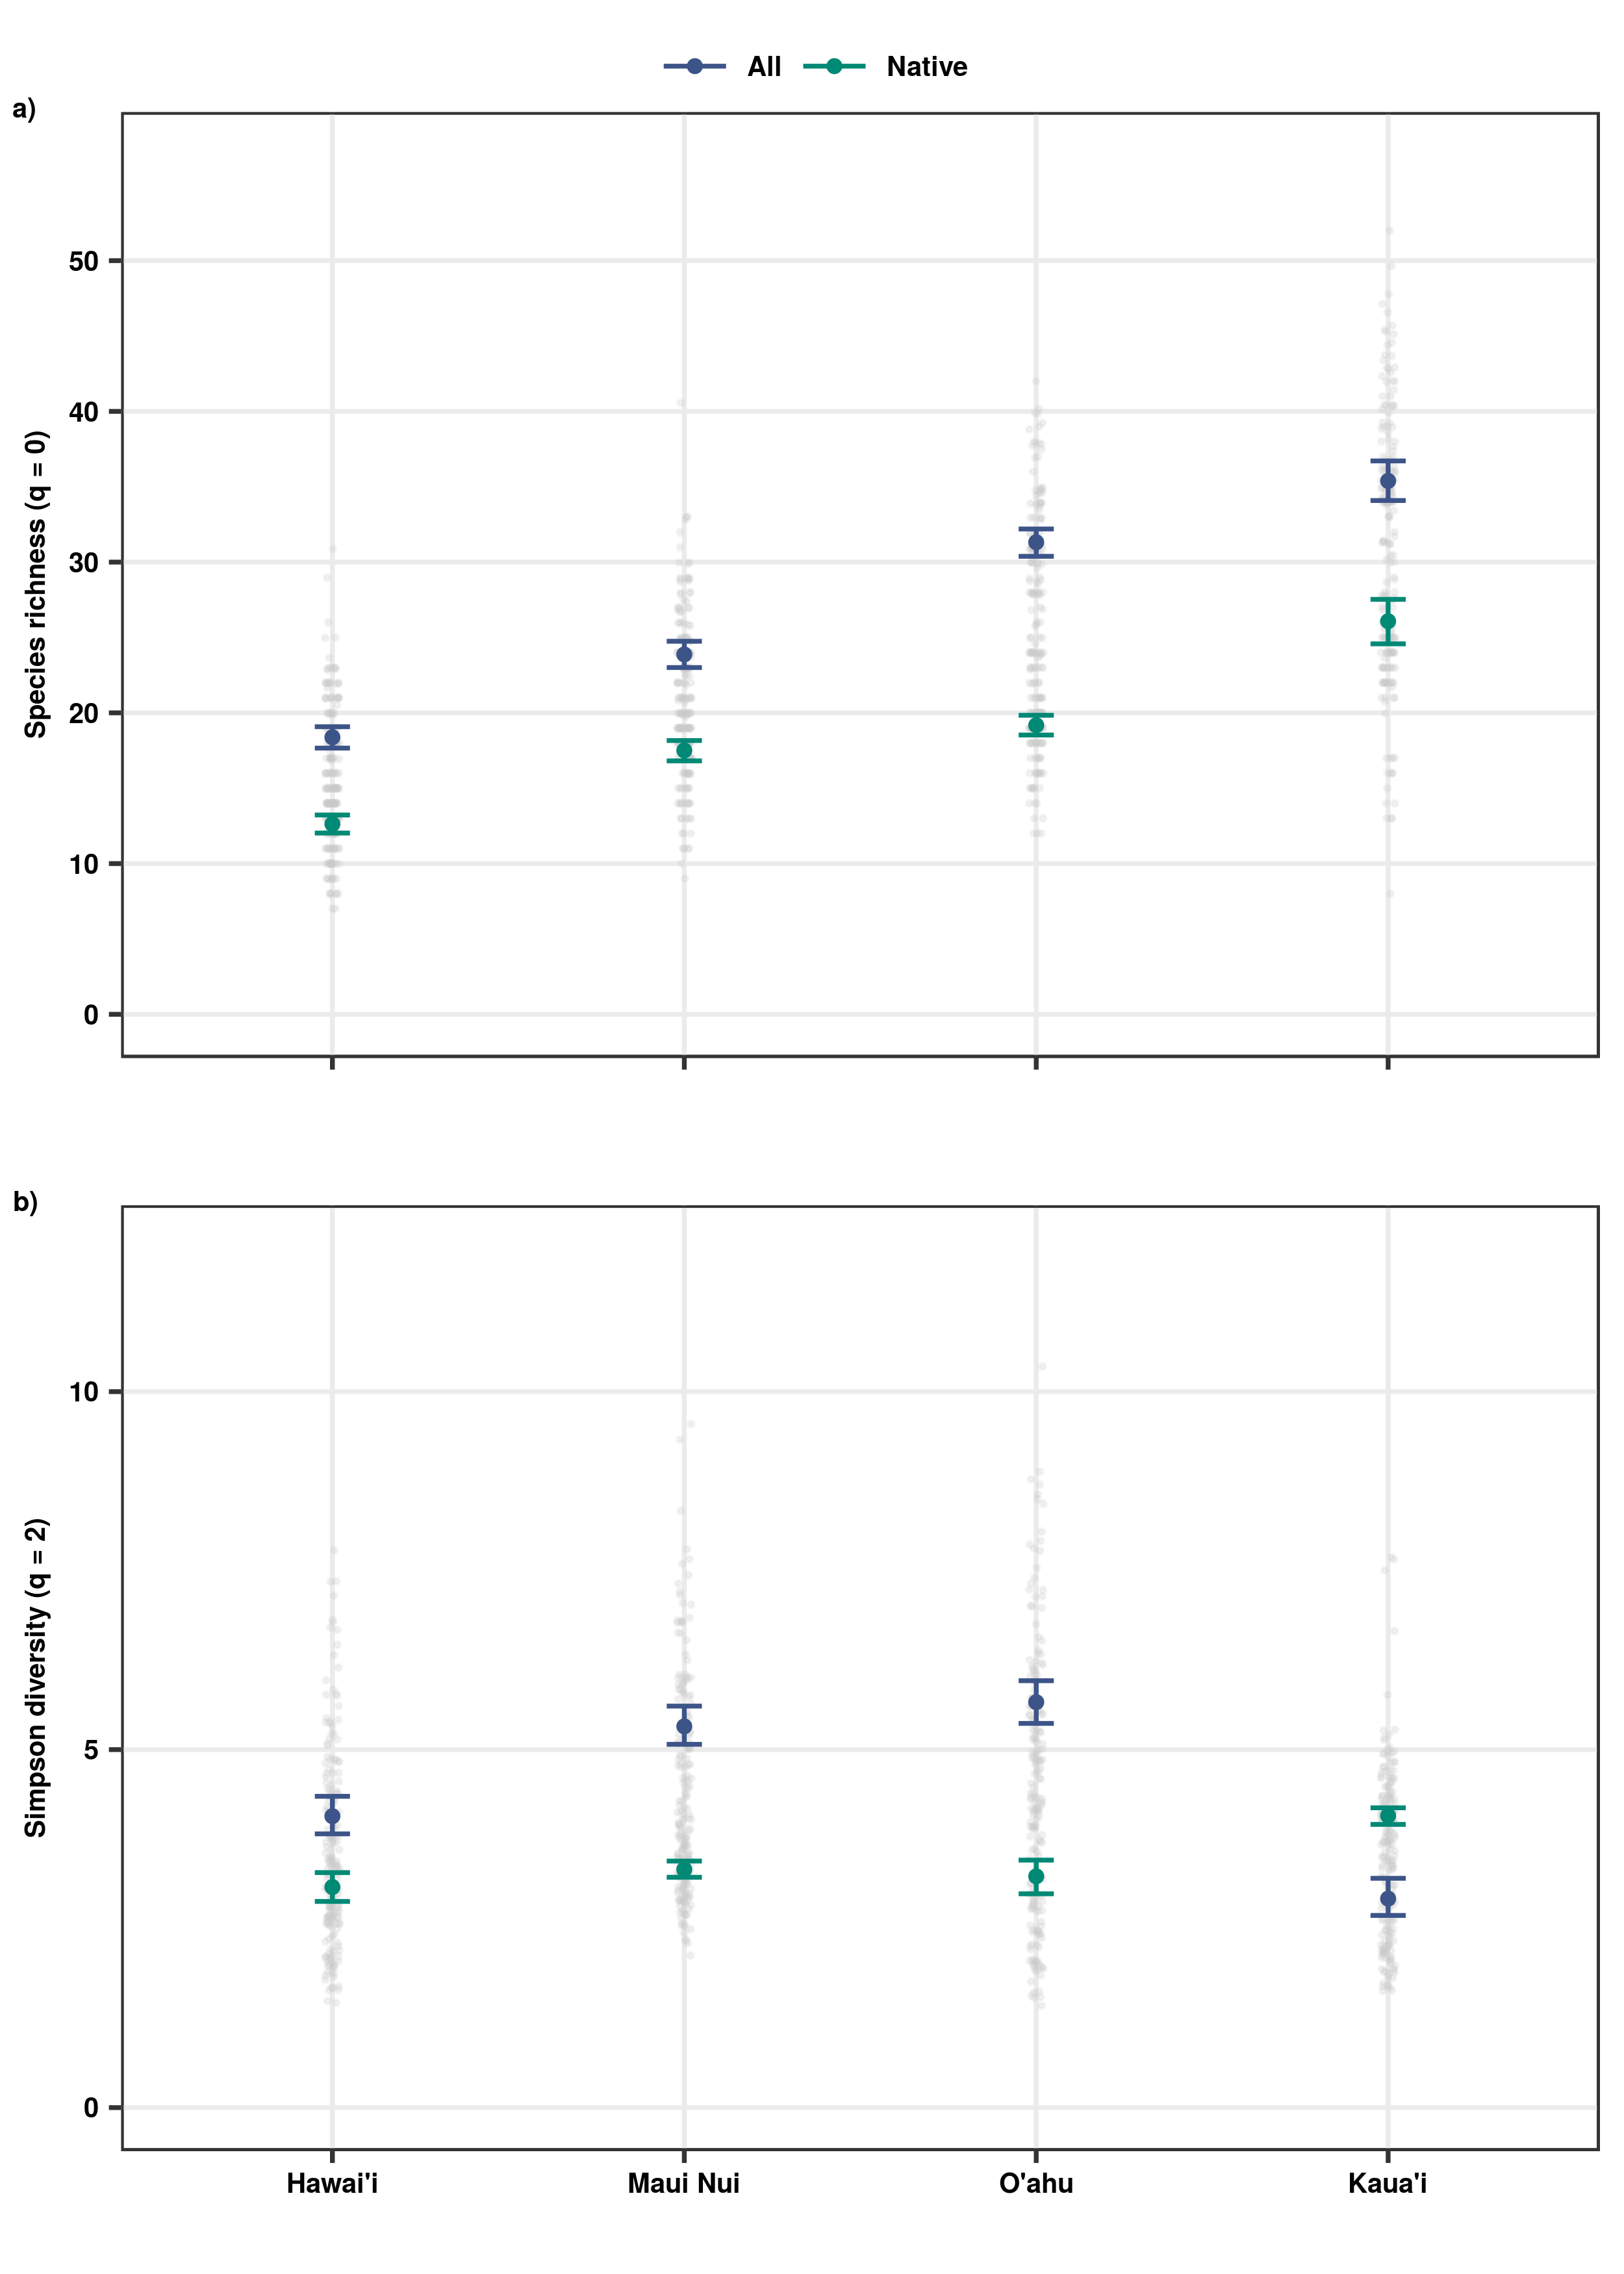 All Native
a)
Species richness (q = 0)
50
40
30
20
10
0
b)
Simpson diversity (q = 2)
10
5
0
Hawai'i Maui Nui O'ahu Kaua'i